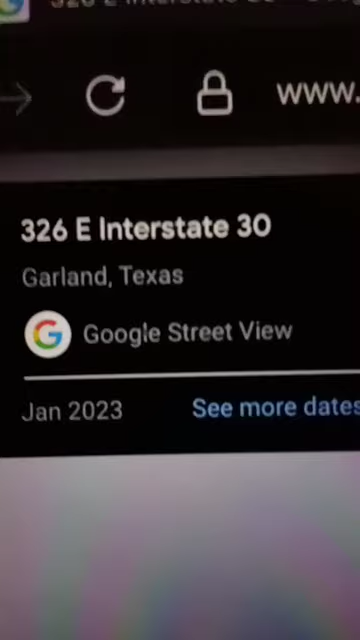 www.
326 E Interstate 30
Garland, Texas
Google Street View
Jan 2023 See more dates